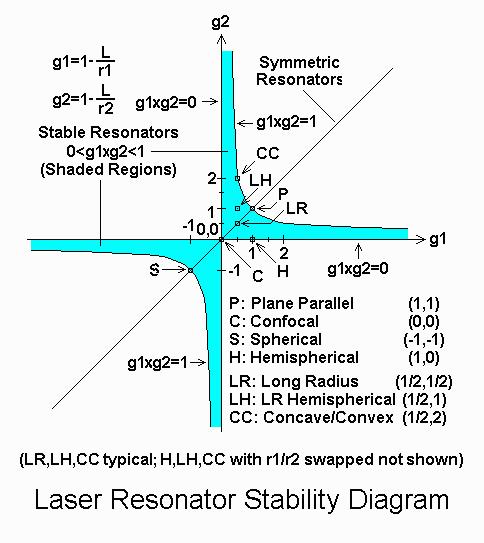 g2
g1=1-L/r1
g2=1-L/r2
Symmetric
Resonators
g1xg2=0
g1xg2=1
Stable Resonators
0<g1xg2<1
(Shaded Regions)
CC
2
LH
P
1
LR
-1
0,0
g1
1
2
S
-1
C
H
g1xg2=0
P: Plane Parallel (1,1)
C: Confocal (0,0)
S: Spherical (-1,-1)
H: Hemispherical (1,0)
g1xg2=1
LR: Long Radius (1/2,1/2)
LH: LR Hemispherical (1/2,1)
CC: Concave/Convex (1/2,2)
(LR,LH,CC typical; H,LH,CC with r1/r2 swapped not shown)
Laser Resonator Stability Diagram